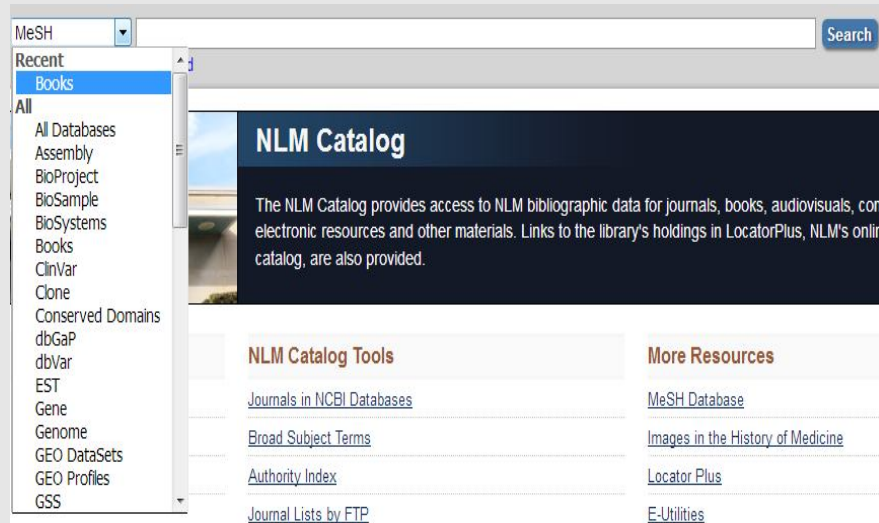 MeSH
Search
Recent
Books
All
All Databases
Assembly
BioProject
BioSample
BioSystems
Books
ClinVar
Clone
Conserved Domains
dbGaP
dbVar
EST
Gene
Genome
GEO DataSets
GEO Profiles
GSS
NLM Catalog
The NLM Catalog provides access to NLM bibliographic data for journals, books, audiovisuals,
electronic resources and other materials. Links to the library's holdings in LocatorPlus, NLM's
catalog, are also provided.
NLM Catalog Tools
Journals in NCBI Databases
Broad Subject Terms
Authority Index
Journal Lists by FTP
More Resources
MeSH Database
Images in the History of Medicine
Locator Plus
E-Utilities